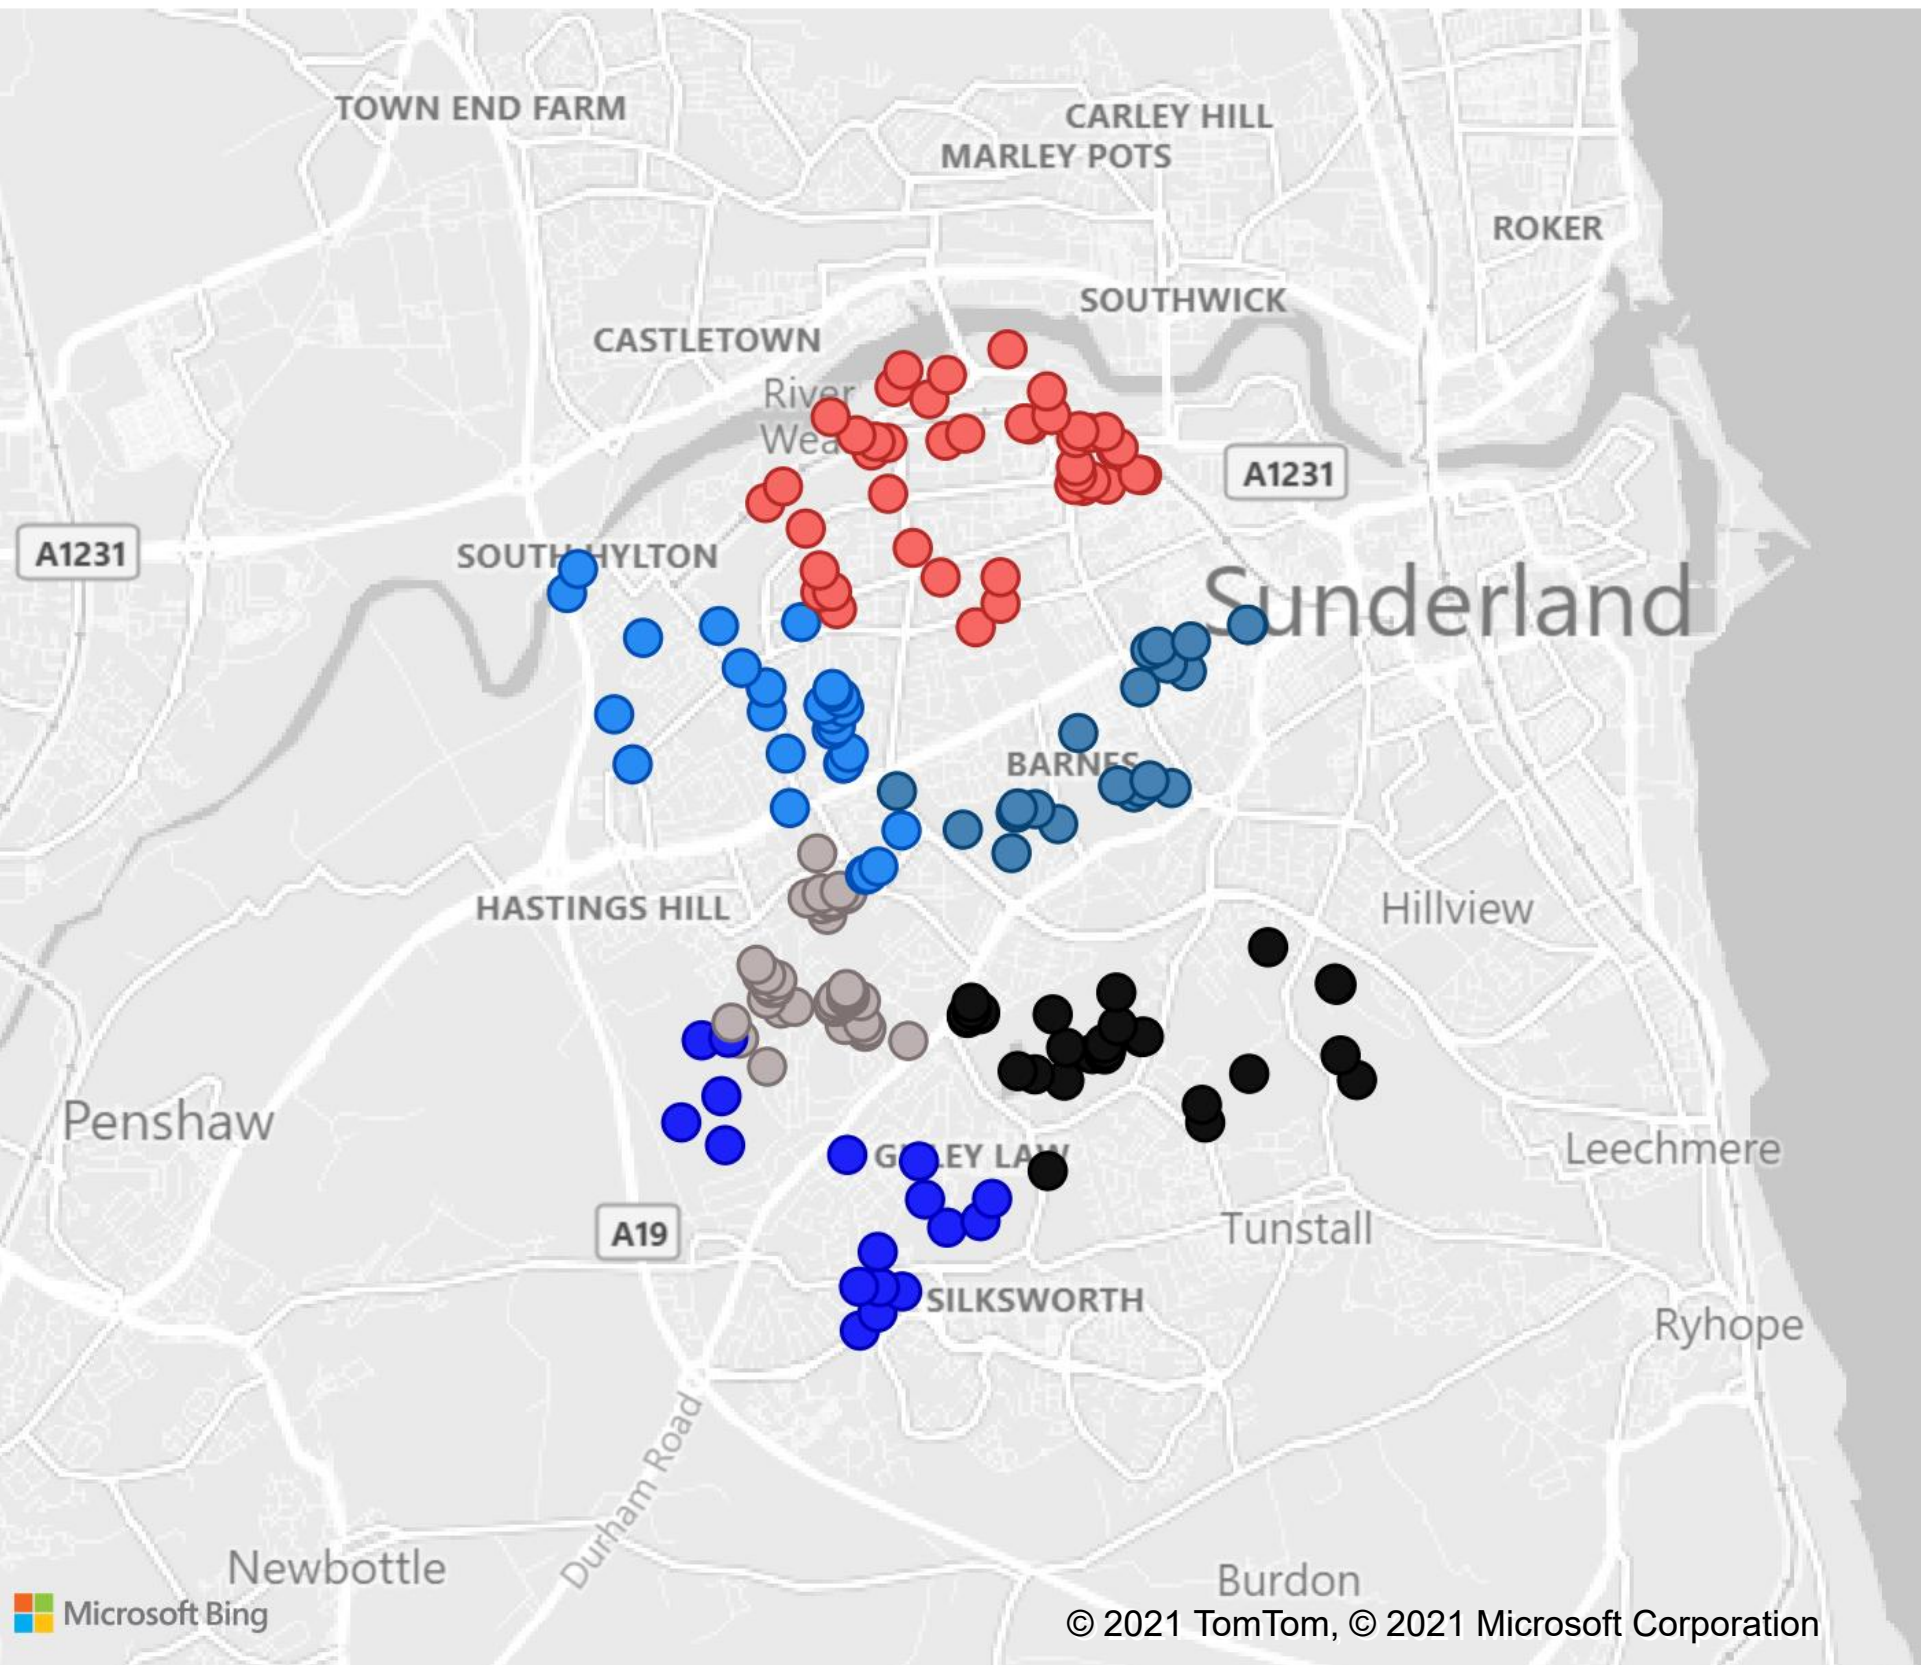 TOWN END FARM
CARLEY HILL
MARLEY POTS
ROKER
SOUTHWICK
CASTLETOWN
River
Wea
A1231
A1231
SOUTH HYLTON
Sunderland
BARNES
HASTINGS HILL
Hillview
Penshaw
G LEY LAW
Leechmere
A19
Tunstall
SILKSWORTH
Ryhope
Durham Road
Newbottle
Burdon
Microsoft Bing
© 2021 TomTom, © 2021 Microsoft Corporation